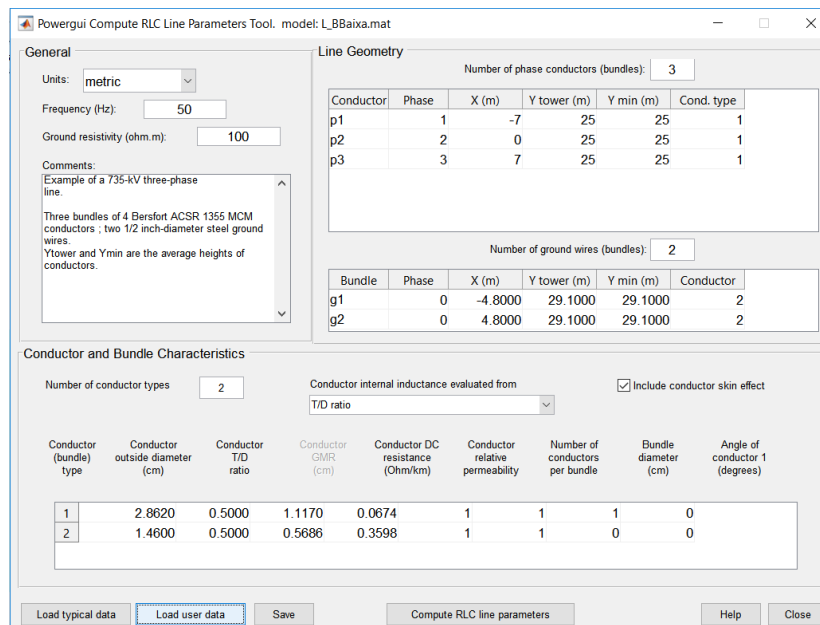 Powergui Compute RLC Line Parameters Tool. model: L_BBaixa.mat
General
Units: metric
Frequency (Hz): 50
Ground resistivity (ohm.m): 100
Comments:
Example of a 735-kV three-phase
line.
Three bundles of 4 Bersfort ACSR 1355 MCM
conductors ; two 1/2 inch-diameter steel ground
wires.
Ytower and Ymin are the average heights of
conductors.
Line Geometry
Number of phase conductors (bundles): 3
Conductor Phase X (m) Y tower (m) Y min (m) Cond. type
p1 1 -7 25 25 1
p2 2 0 25 25 1
p3 3 7 25 25 1
Number of ground wires (bundles): 2
Bundle Phase X (m) Y tower (m) Y min (m) Conductor
g1 0 -4.8000 29.1000 29.1000 2
g2 0 4.8000 29.1000 29.1000 2
Conductor and Bundle Characteristics
Number of conductor types 2
Conductor internal inductance evaluated from
T/D ratio
Include conductor skin effect
Conductor Conductor Conductor Conductor Conductor DC Conductor Number of Bundle Angle of
(bundle) outside diameter T/D GMR resistance relative conductors diameter conductor 1
type (cm) ratio (cm) (Ohm/km) permeability per bundle (cm) (degrees)
1 2.8620 0.5000 1.1170 0.0674 1 1 1 0
2 1.4600 0.5000 0.5686 0.3598 1 1 0 0
Load typical data Load user data Save Compute RLC line parameters Help Close